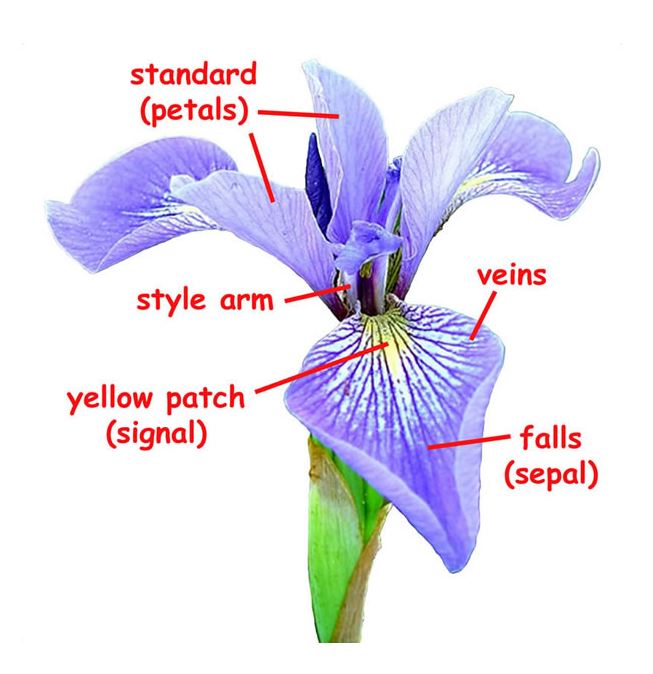 standard
(petals)
style arm
veins
yellow patch
(signal)
falls
(sepal)